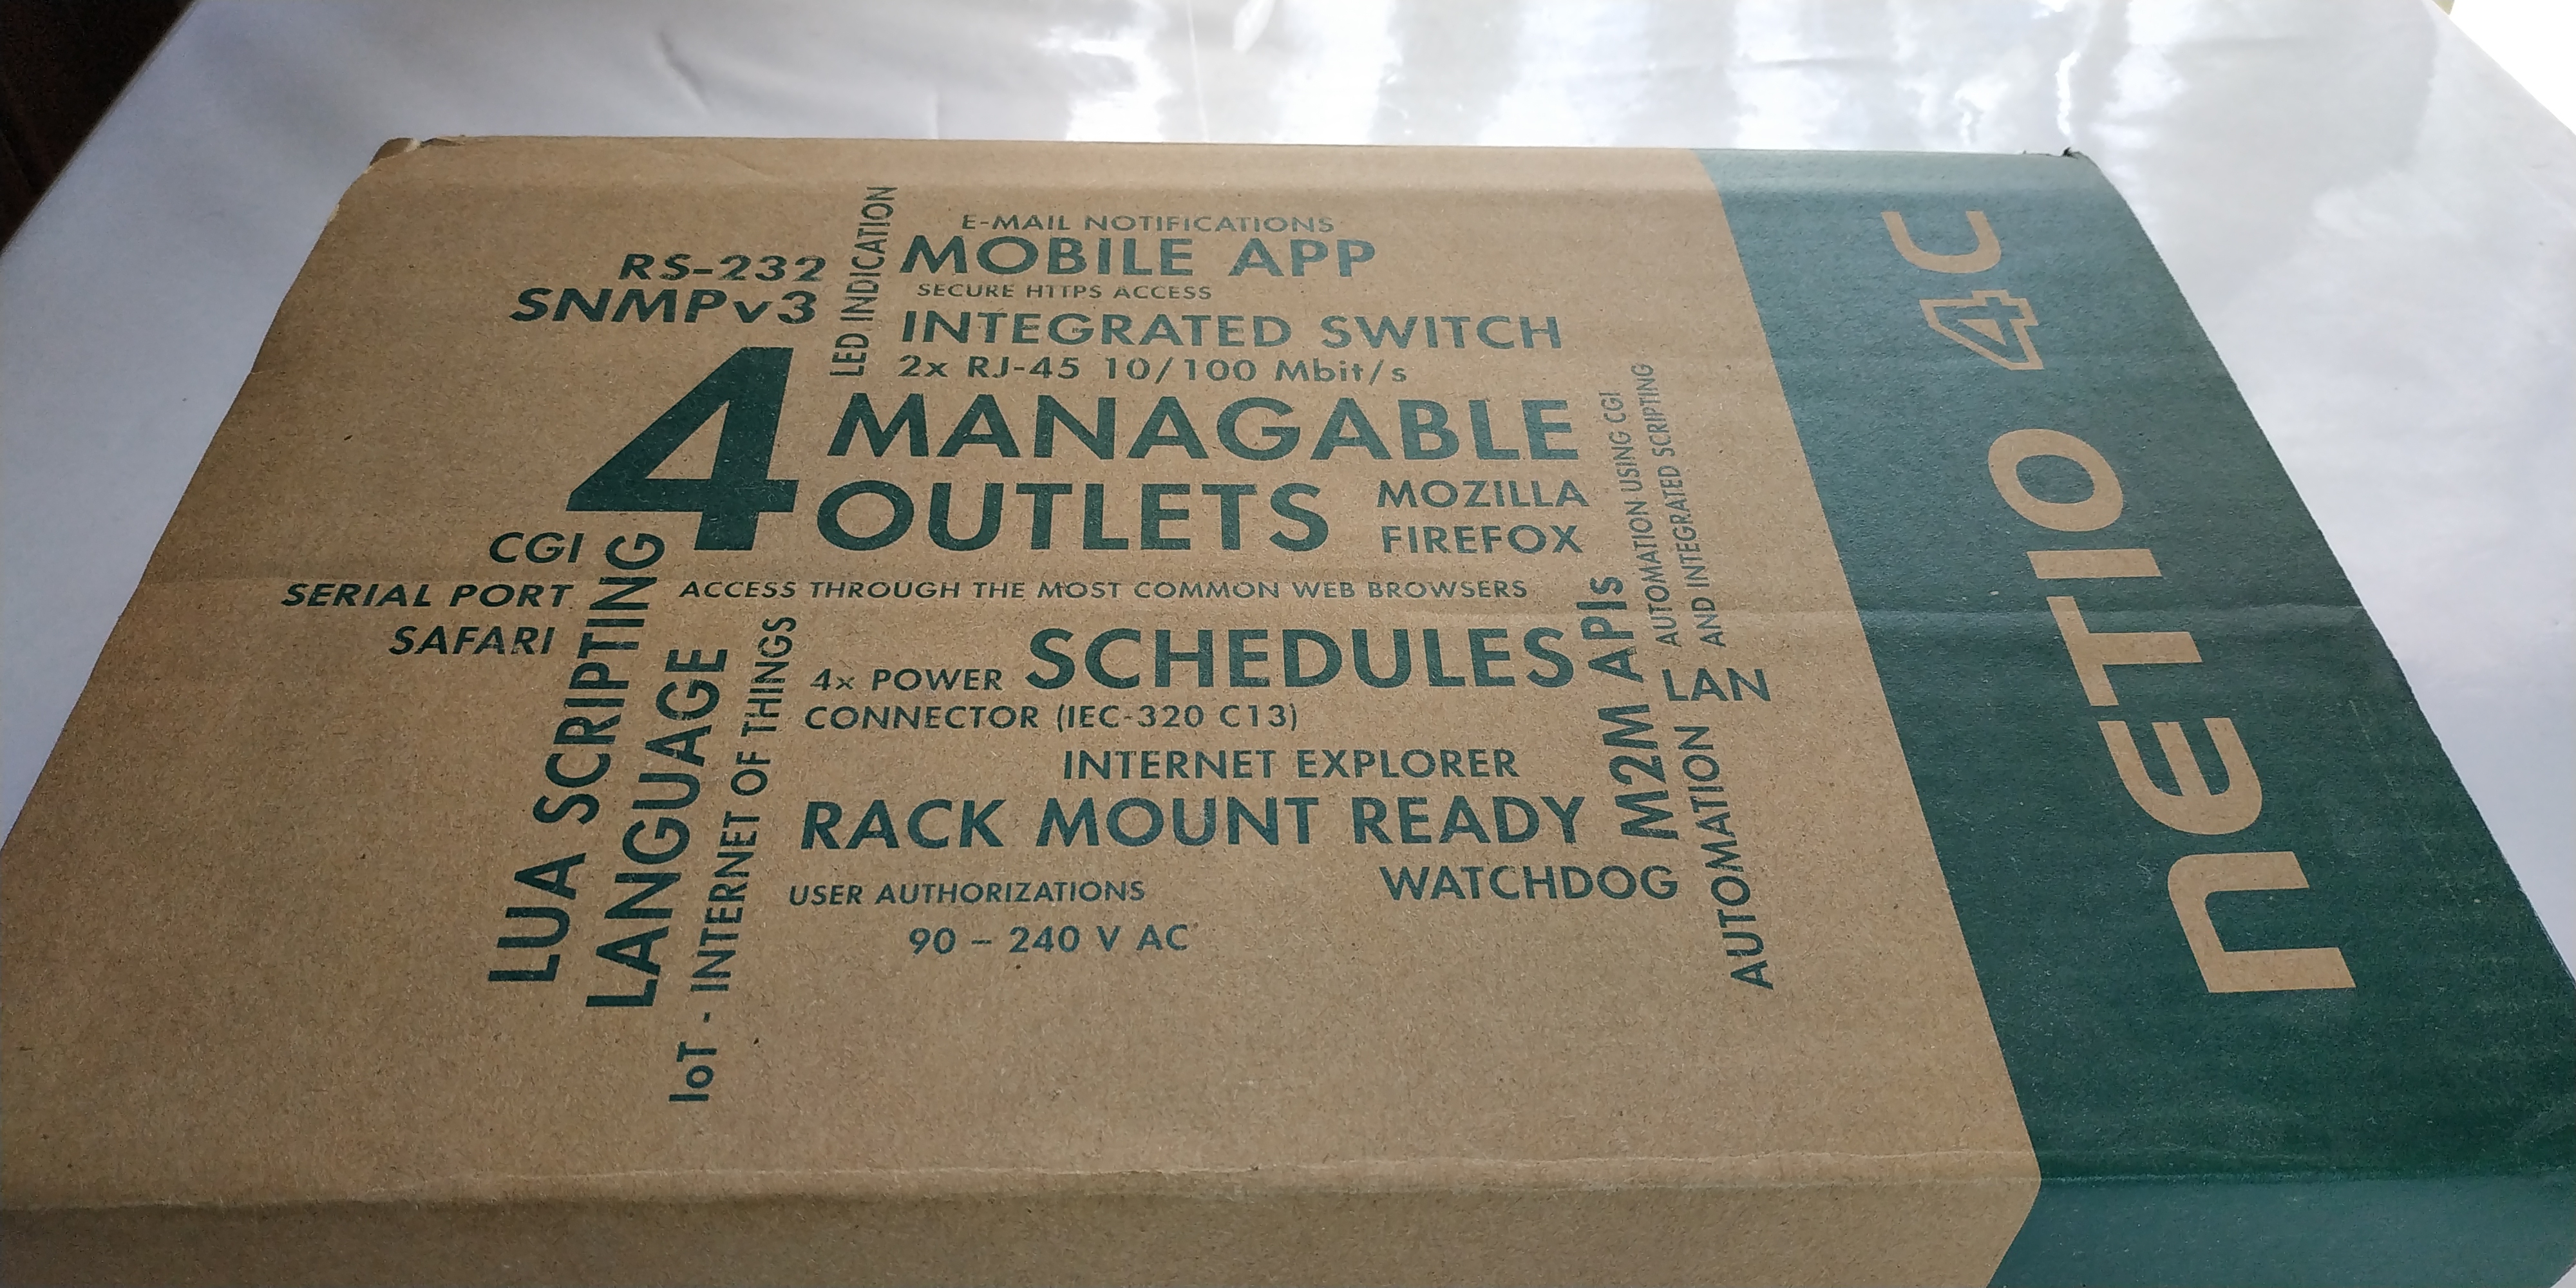 E-MAIL NOTIFICATIONS
MOBILE APP
SECURE HTTPS ACCESS
RS-232
SNMPv3
LED INDICATION
INTEGRATED SWITCH
2x RJ-45 10/100 Mbit/s
4 MANAGABLE
OUTLETS
MOZILLA
FIREFOX
CGI
SERIAL PORT
SAFARI
LUA SCRIPTING
LANGUAGE
IoT - INTERNET OF THINGS
ACCESS THROUGH THE MOST COMMON WEB BROWSERS
SCHEDULES
4x POWER
CONNECTOR (IEC-320 C13)
INTERNET EXPLORER
RACK MOUNT READY
WATCHDOG
USER AUTHORIZATIONS
90 – 240 V AC
M2M APIs
AUTOMATION USING CGI
AND INTEGRATED SCRIPTING
LAN
AUTOMATION
NETIO 4C